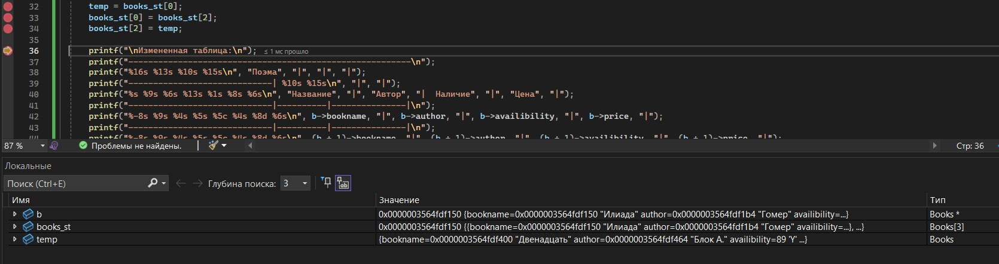 32 temp = books_st[0];
33 books_st[0] = books_st[2];
34 books_st[2] = temp;
35
36 printf("\nИзмененная таблица:\n"); ≤ 1 мс прошло
37 printf("---------------------------------------------------------\n");
38 printf("%16s %13s %10s %15s\n", "Поэма", "|", "|", "|");
39 printf("-----------------------------| %10s %15s\n", "|", "|");
40 printf("%s %9s %6s %13s %1s %8s %6s\n", "Название", "|", "Автор", "|  Наличие", "|", "Цена", "|");
41 printf("-----------------------------|----------|---------------|\n");
42 printf("%-8s %9s %4s %5s %5c %4s %8d %6s\n", b->bookname, "|", b->author, "|", b->availibility, "|", b->price, "|");
43 printf("-----------------------------|----------|---------------|\n");
44 printf("%-8s %9s %4s %5s %5c %4s %8d %6s\n", (b + 1)->bookname, "|", (b + 1)->author, "|", (b + 1)->availibility, "|", (b + 1)->price, "|");
87 % Проблемы не найдены. Стр: 36
Локальные
Поиск (Ctrl+E) Глубина поиска: 3
Имя Значение Тип
b 0x0000003564fdf150 {bookname=0x0000003564fdf150 "Илиада" author=0x0000003564fdf1b4 "Гомер" availibility=...} Books *
books_st 0x0000003564fdf150 {{bookname=0x0000003564fdf150 "Илиада" author=0x0000003564fdf1b4 "Гомер" availibility=...}, ...} Books[3]
temp {bookname=0x0000003564fdf400 "Двенадцать" author=0x0000003564fdf464 "Блок А." availibility=89 'Y' ...} Books